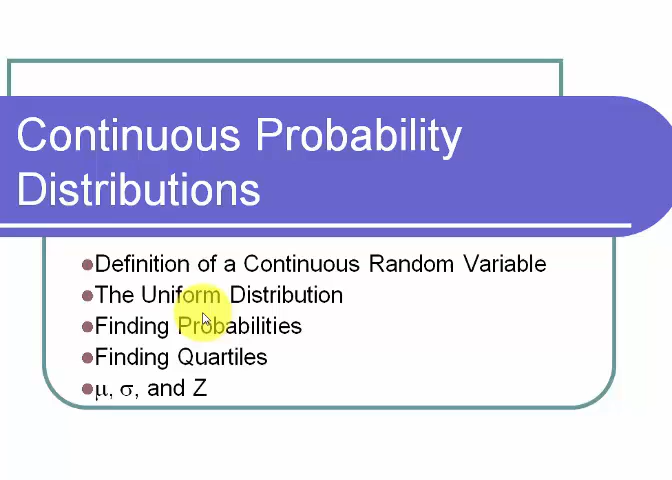 Continuous Probability
Distributions
●Definition of a Continuous Random Variable
●The Uniform Distribution
●Finding Probabilities
●Finding Quartiles
●μ, σ, and Z